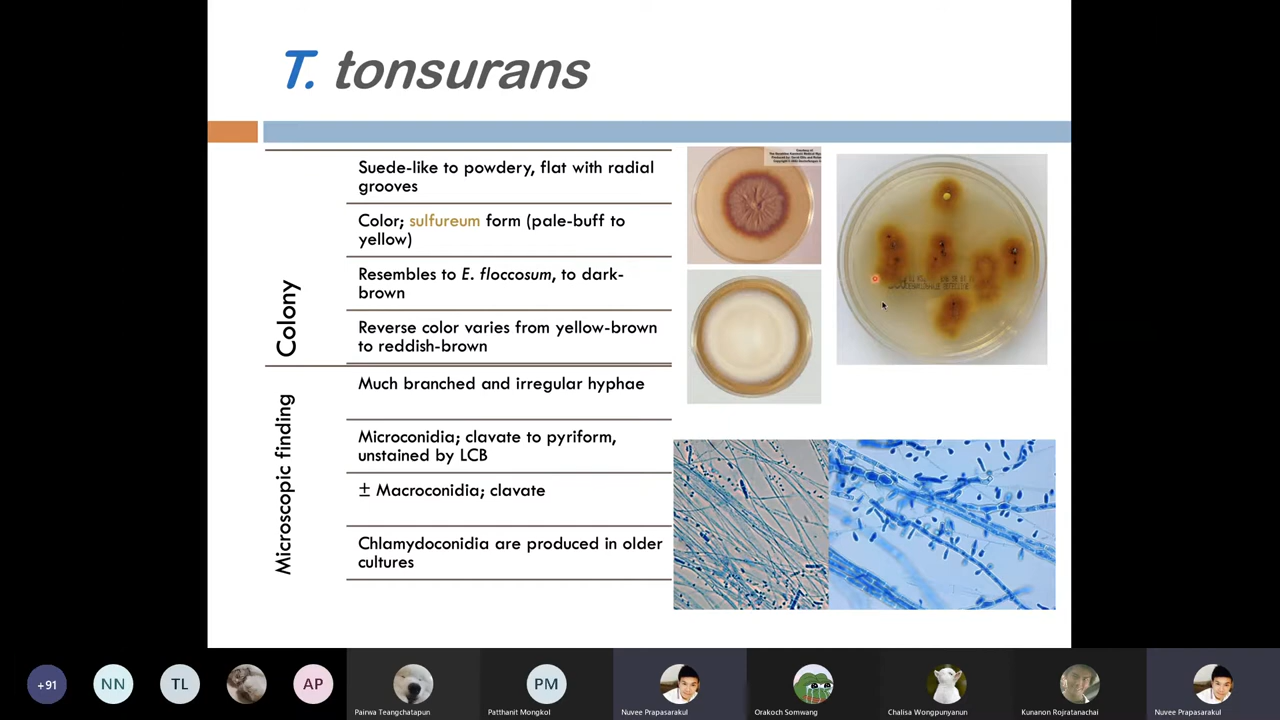 T. tonsurans
Colony
Suede-like to powdery, flat with radial
grooves
Color; sulfureum form (pale-buff to
yellow)
Resembles to E. floccosum, to dark-
brown
Reverse color varies from yellow-brown
to reddish-brown
Microscopic finding
Much branched and irregular hyphae
Microconidia; clavate to pyriform,
unstained by LCB
± Macroconidia; clavate
Chlamydoconidia are produced in older
cultures
+91
NN
TL
AP
PM
Pairwa Teangchatapun
Patthanit Mongkol
Nuvee Prapasarakul
Orakoch Somwang
Chalisa Wongpunyanun
Kunanon Rojratanachai
Nuvee Prapasarakul